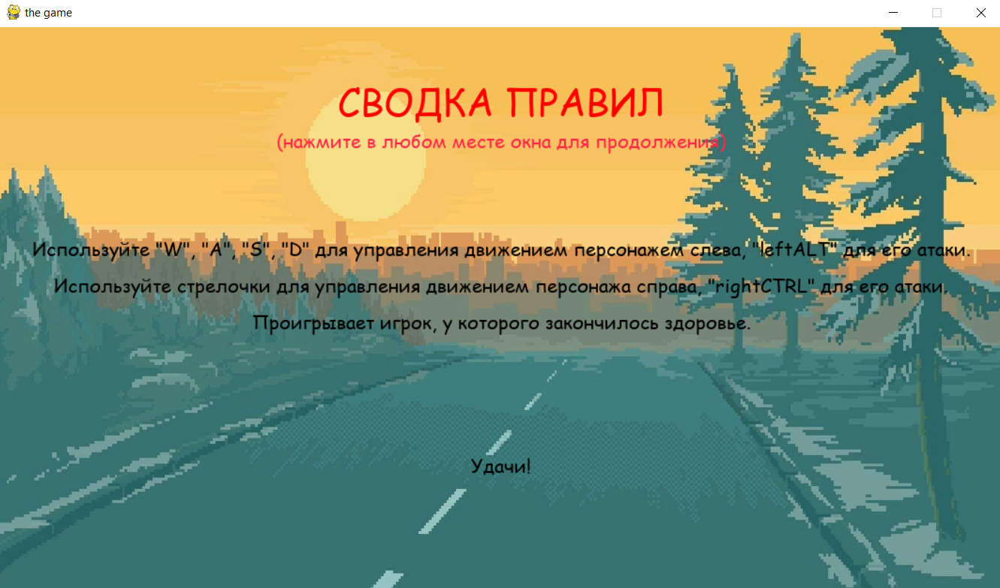 the game
СВОДКА ПРАВИЛ
(нажмите в любом месте окна для продолжения)
Используйте "W", "A", "S", "D" для управления движением персонажем слева, "leftALT" для его атаки.
Используйте стрелочки для управления движением персонажа справа, "rightCTRL" для его атаки.
Проигрывает игрок, у которого закончилось здоровье.
Удачи!